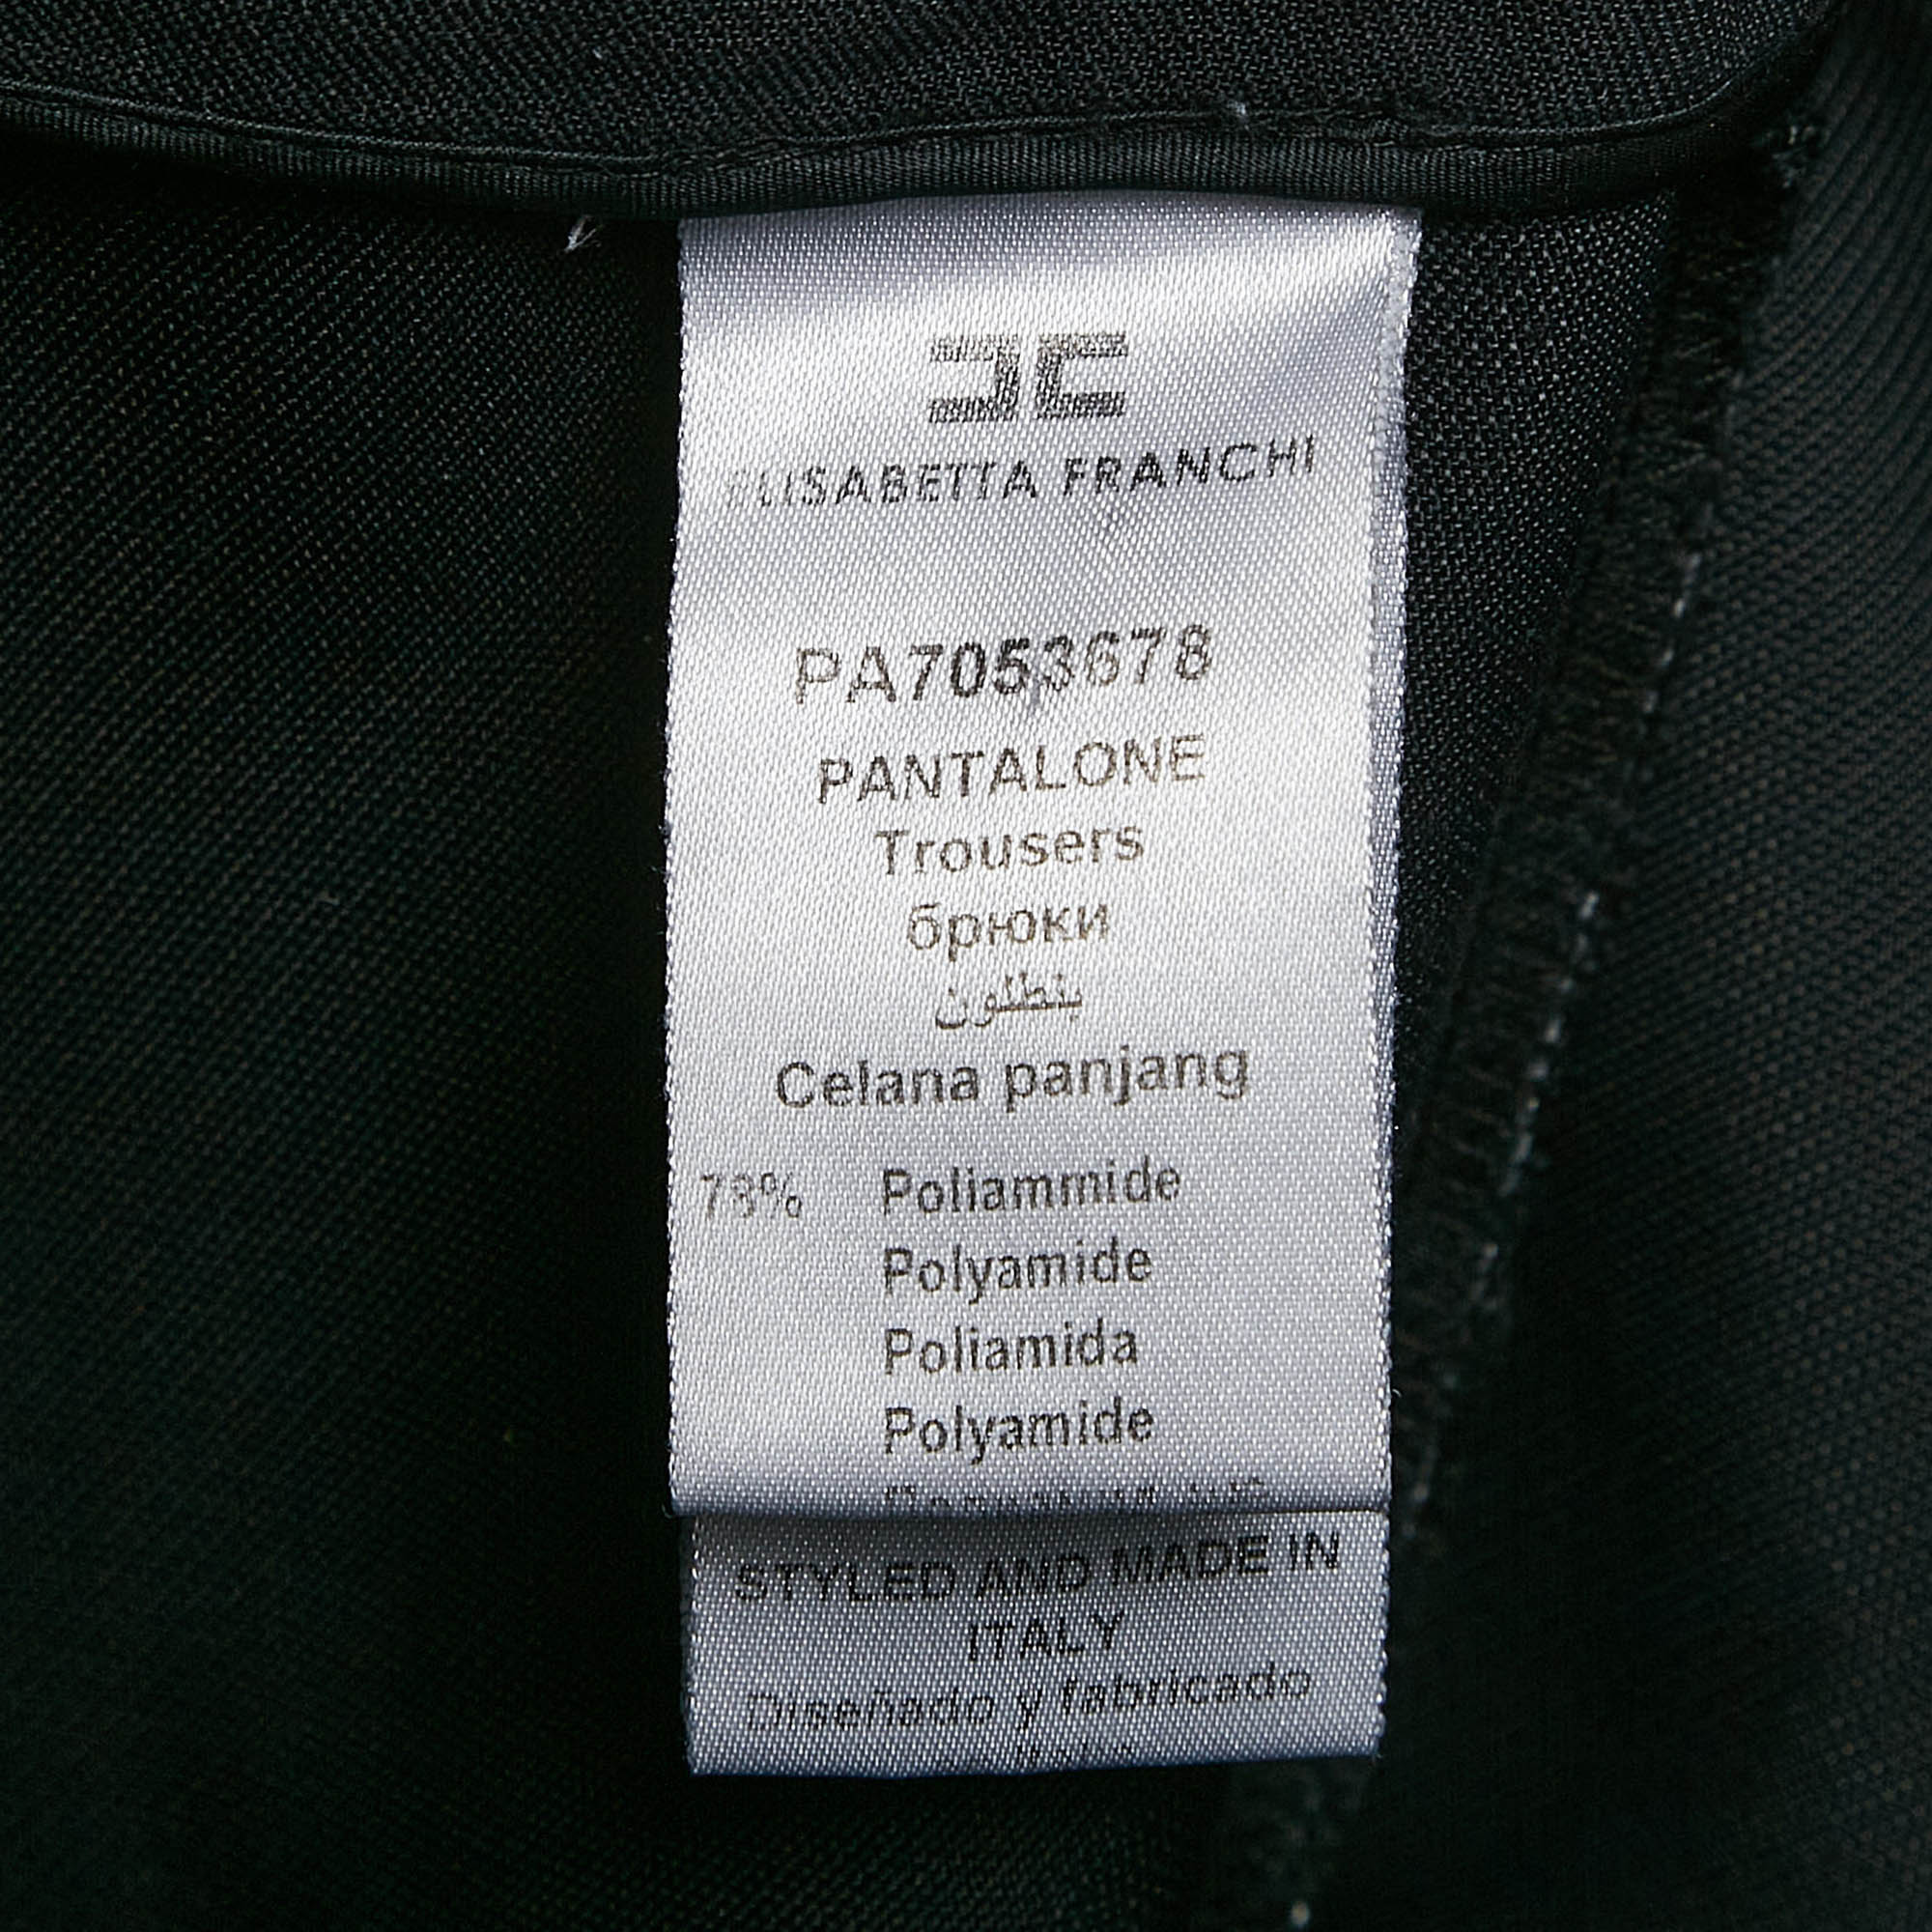 ELISABETTA FRANCHI
PA7053678
PANTALONE
Trousers
брюки
بنطلون
Celana panjang
78% Poliammide
Polyamide
Poliamida
Polyamide
STYLED AND MADE IN
ITALY
Diseñado y fabricado